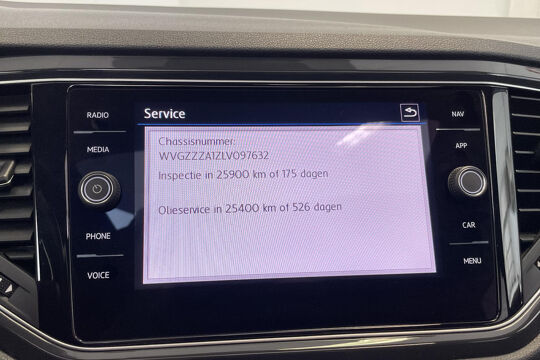 Service
RADIO
MEDIA
PHONE
VOICE
Chassisnummer:
WVGZZZA1ZLV097632
Inspectie in 25900 km of 175 dagen
Olieservice in 25400 km of 526 dagen
NAV
APP
CAR
MENU